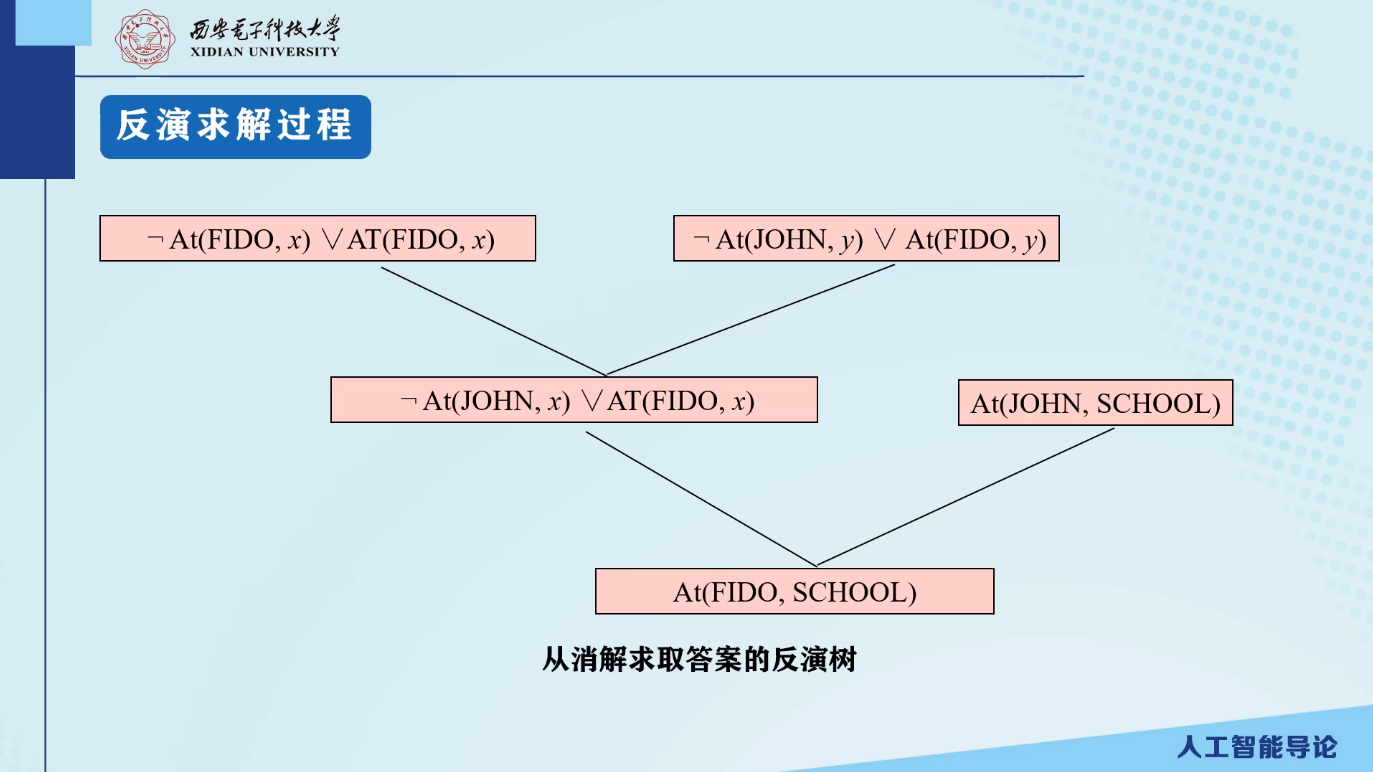 西安电子科技大学
XIDIAN UNIVERSITY
反演求解过程
¬ At(FIDO, x) ∨AT(FIDO, x)
¬ At(JOHN, y) ∨ At(FIDO, y)
¬ At(JOHN, x) ∨AT(FIDO, x)
At(JOHN, SCHOOL)
At(FIDO, SCHOOL)
从消解求取答案的反演树
人工智能导论